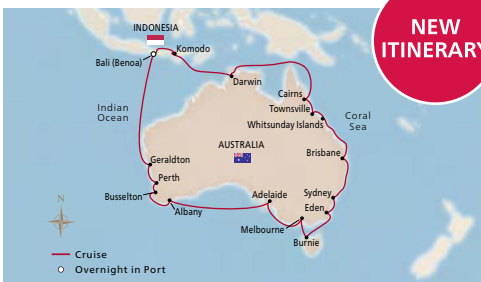 NEW
ITINERARY
INDONESIA
Komodo
Bali (Benoa)
Darwin
Cairns
Townsville
Whitsunday Islands
Indian
Ocean
Coral
Sea
AUSTRALIA
Brisbane
Geraldton
Perth
Busselton
Albany
Adelaide
Sydney
Eden
Melbourne
Burnie
N
Cruise
Overnight in Port